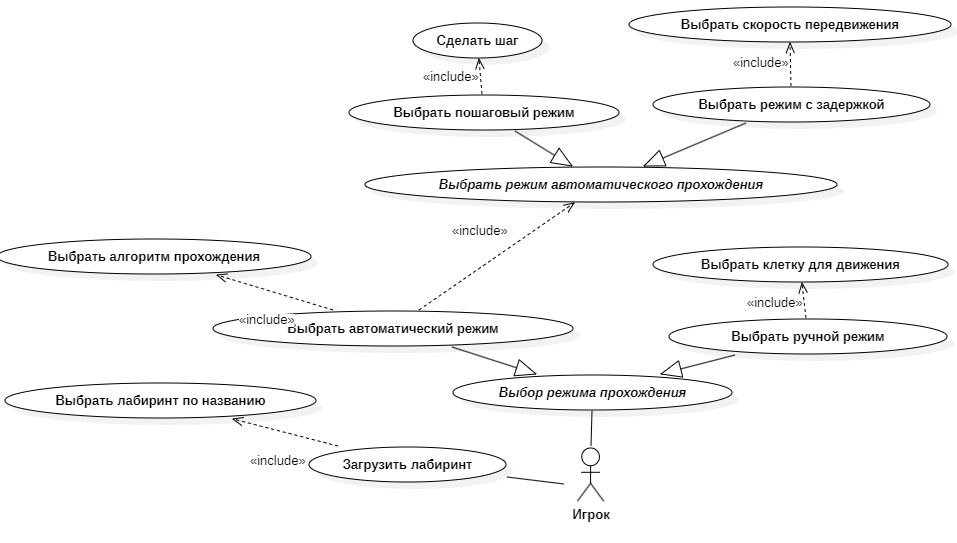 Выбрать скорость передвижения
Сделать шаг
«include»
«include»
Выбрать режим с задержкой
Выбрать пошаговый режим
Выбрать режим автоматического прохождения
«include»
Выбрать алгоритм прохождения
Выбрать клетку для движения
«include»
«include»
Выбрать автоматический режим
Выбрать ручной режим
Выбор режима прохождения
Выбрать лабиринт по названию
«include»
Загрузить лабиринт
Игрок